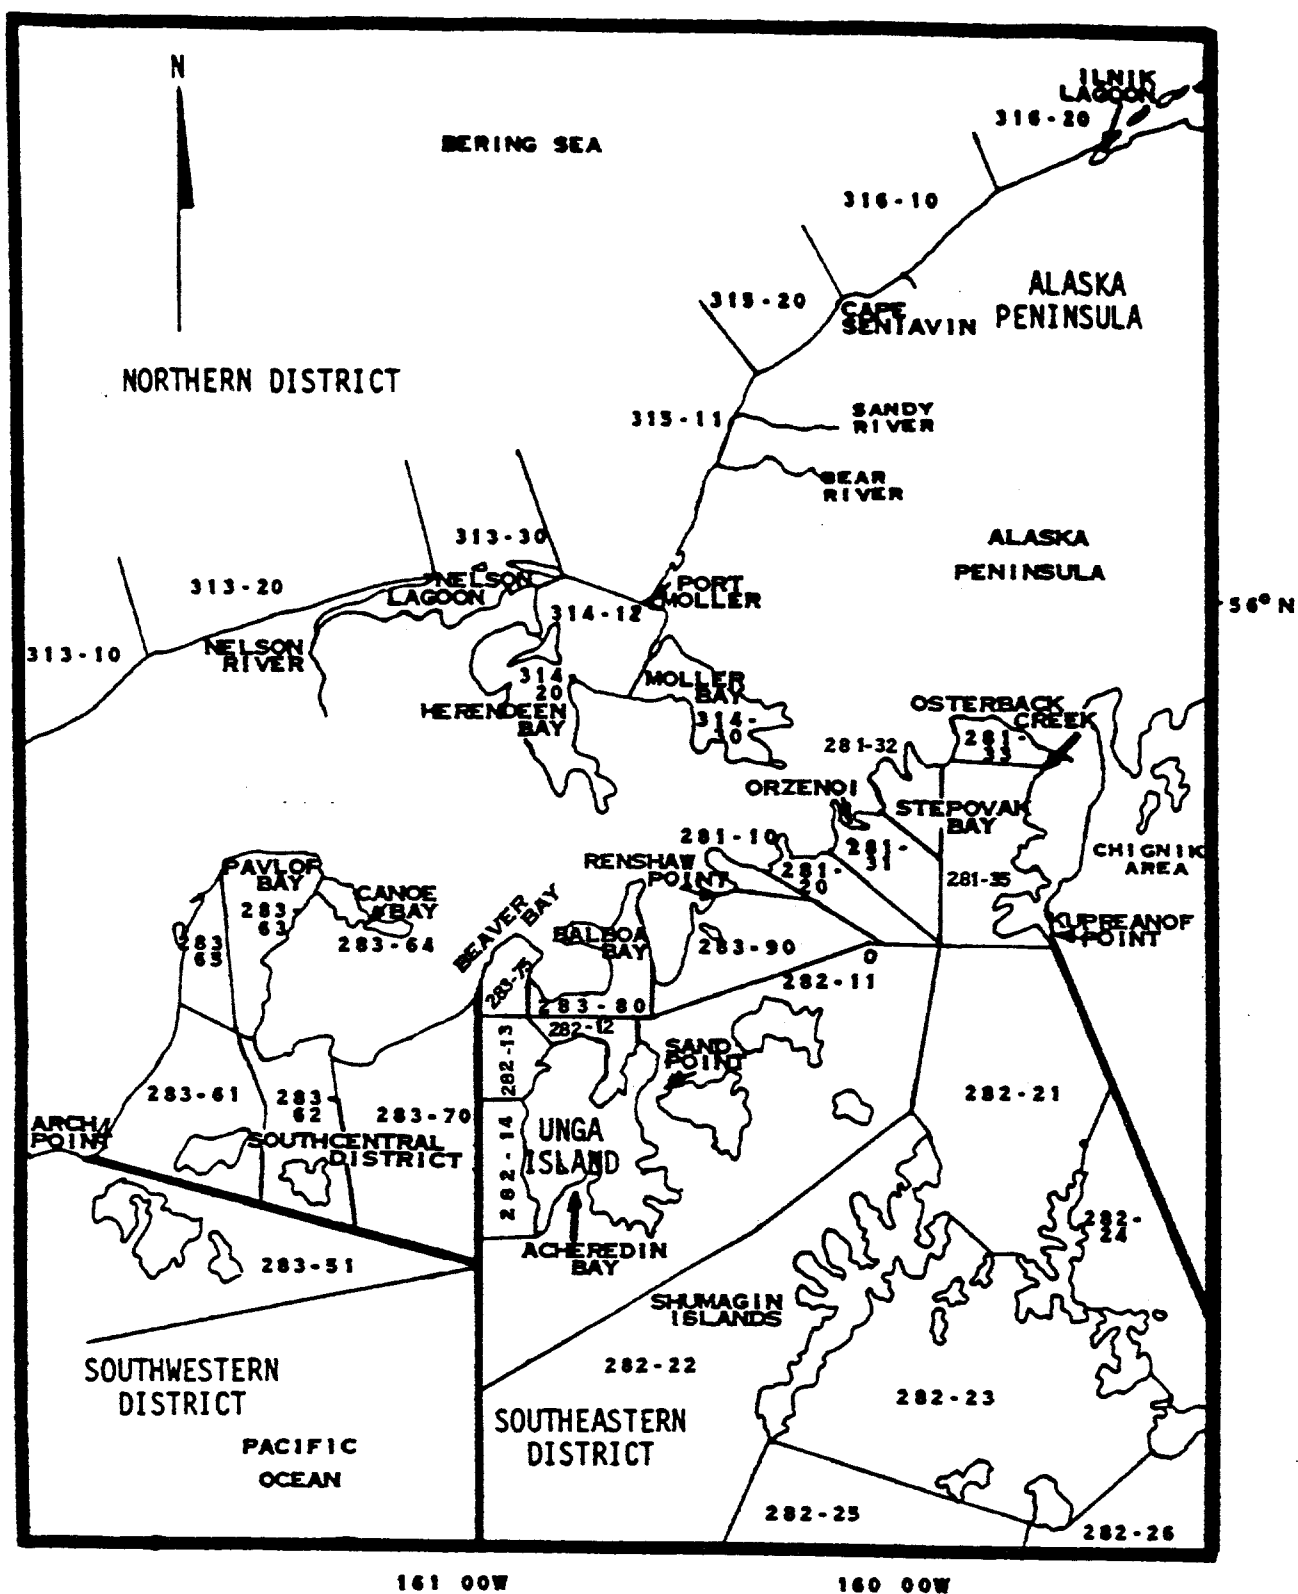 N
ILNIK
LAGOON
316-20
BERING SEA
316-10
ALASKA
PENINSULA
315-20
CAPE
SENIAVIN
NORTHERN DISTRICT
315-11
SANDY
RIVER
BEAR
RIVER
313-30
ALASKA
PENINSULA
313-20
NELSON
LAGOON
PORT
MOLLER
314-12
56° N
313-10
NELSON
RIVER
314
20
MOLLER
BAY
314-
10
HERENDEEN
BAY
OSTERBACK
CREEK
281-
33
281-32
ORZENOI
STEPOVAK
BAY
281-10
281-
31
CHIGNIK
AREA
RENSHAW
POINT
281-
20
281-35
PAVLOF
BAY
CANOE
BAY
283-
63
283-64
283
65
BEAVER BAY
BALBOA
BAY
283-90
KUPREANOF
POINT
282-11
283-75
283-80
282-12
282-13
SAND
POINT
283-61
283
62
283-70
282-21
ARCH
POINT
SOUTHCENTRAL
DISTRICT
282-14
UNGA
ISLAND
282-
24
ACHEREDIN
BAY
283-51
SHUMAGIN
ISLANDS
282-22
282-23
SOUTHWESTERN
DISTRICT
SOUTHEASTERN
DISTRICT
PACIFIC
OCEAN
282-25
282-26
161 00W
160 00W